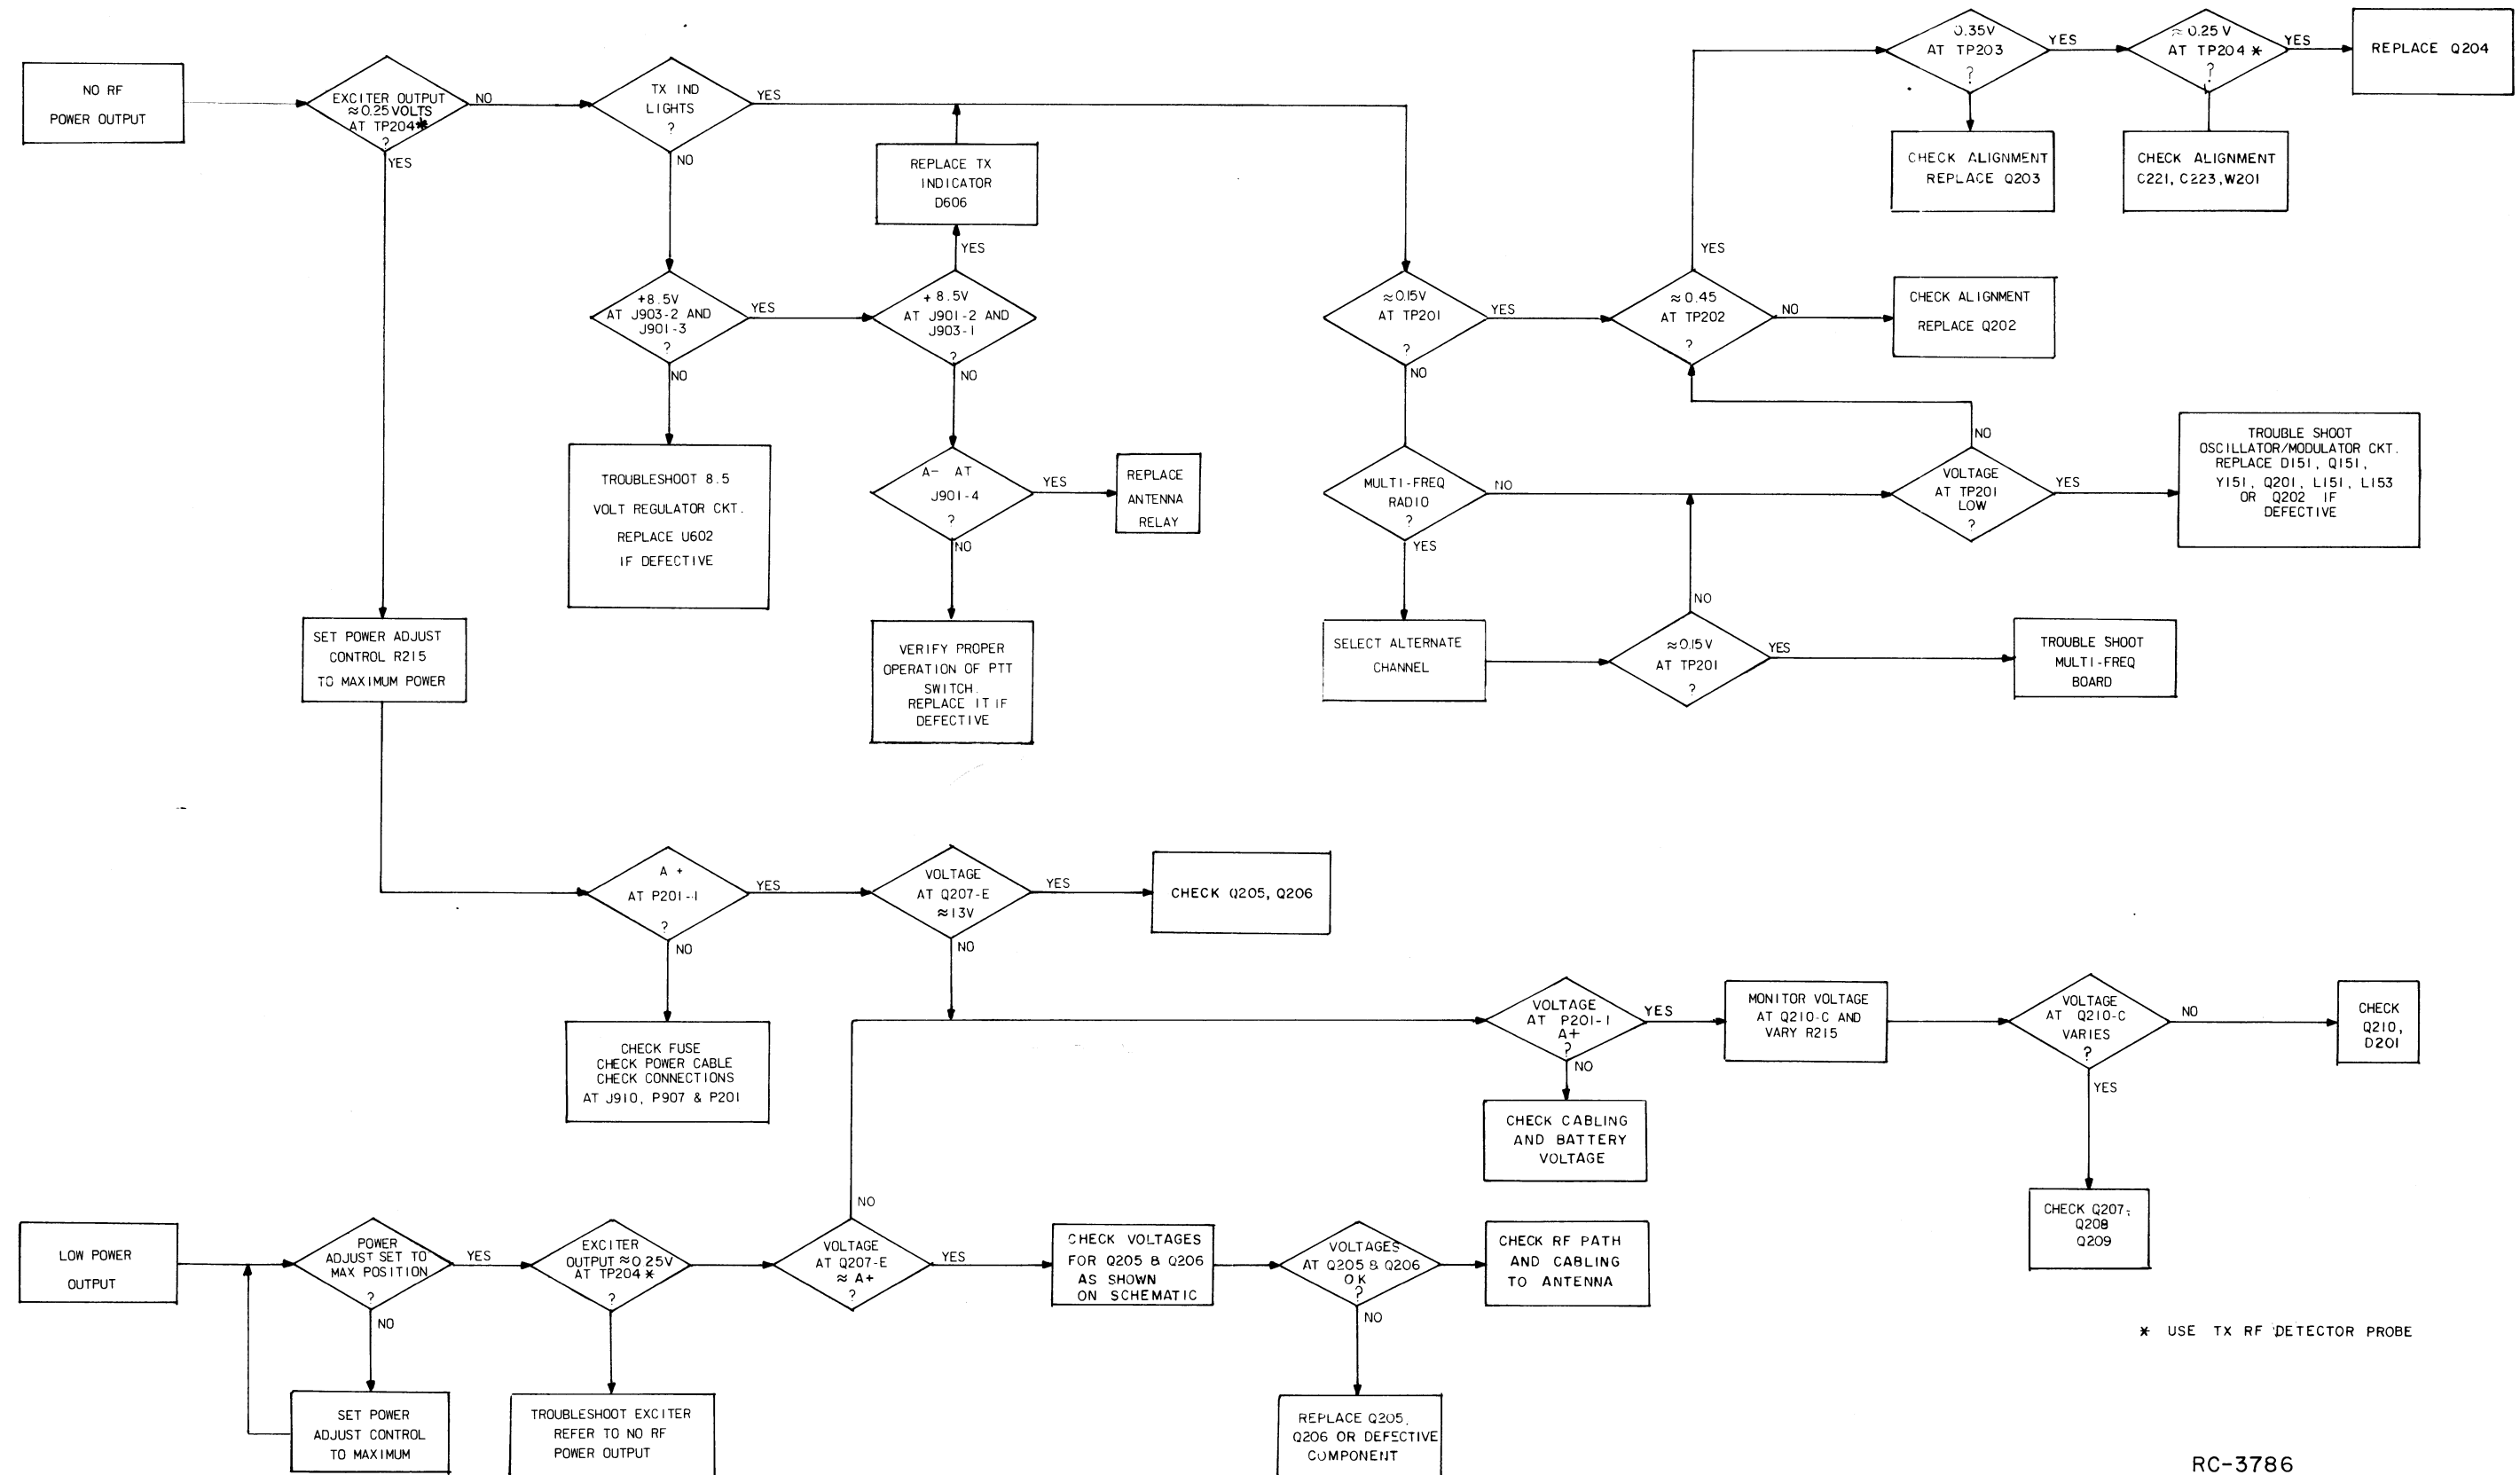 NO RF
POWER OUTPUT
EXCITER OUTPUT
≈0.25 VOLTS
AT TP204*
?
NO
YES
TX IND
LIGHTS
?
YES
NO
REPLACE TX
INDICATOR
D606
YES
+8.5V
AT J903-2 AND
J901-3
?
YES
NO
+ 8.5V
AT J901-2 AND
J903-1
?
NO
TROUBLESHOOT 8.5
VOLT REGULATOR CKT.
REPLACE U602
IF DEFECTIVE
A- AT
J901-4
?
YES
NO
REPLACE
ANTENNA
RELAY
VERIFY PROPER
OPERATION OF PTT
SWITCH.
REPLACE IT IF
DEFECTIVE
SET POWER ADJUST
CONTROL R215
TO MAXIMUM POWER
0.35V
AT TP203
?
YES
≈ 0.25 V
AT TP204 *
?
YES
REPLACE Q204
CHECK ALIGNMENT
REPLACE Q203
CHECK ALIGNMENT
C221, C223, W201
YES
≈0.15V
AT TP201
?
YES
NO
≈ 0.45
AT TP202
?
NO
CHECK ALIGNMENT
REPLACE Q202
MULTI-FREQ
RADIO
?
NO
YES
NO
VOLTAGE
AT TP201
LOW
?
YES
TROUBLE SHOOT
OSCILLATOR/MODULATOR CKT.
REPLACE D151, Q151,
Y151, Q201, L151, L153
OR Q202 IF
DEFECTIVE
SELECT ALTERNATE
CHANNEL
NO
≈0.15V
AT TP201
?
YES
TROUBLE SHOOT
MULTI-FREQ
BOARD
A +
AT P201-1
?
YES
NO
VOLTAGE
AT Q207-E
≈13V
YES
NO
CHECK Q205, Q206
CHECK FUSE
CHECK POWER CABLE
CHECK CONNECTIONS
AT J910, P907 & P201
VOLTAGE
AT P201-1
A+
?
YES
NO
MONITOR VOLTAGE
AT Q210-C AND
VARY R215
VOLTAGE
AT Q210-C
VARIES
?
NO
YES
CHECK
Q210,
D201
CHECK CABLING
AND BATTERY
VOLTAGE
CHECK Q207,
Q208
Q209
LOW POWER
OUTPUT
POWER
ADJUST SET TO
MAX POSITION
?
YES
NO
EXCITER
OUTPUT ≈0.25V
AT TP204 *
?
NO
VOLTAGE
AT Q207-E
≈ A+
?
YES
CHECK VOLTAGES
FOR Q205 & Q206
AS SHOWN
ON SCHEMATIC
VOLTAGES
AT Q205 & Q206
OK
?
NO
CHECK RF PATH
AND CABLING
TO ANTENNA
SET POWER
ADJUST CONTROL
TO MAXIMUM
TROUBLESHOOT EXCITER
REFER TO NO RF
POWER OUTPUT
REPLACE Q205,
Q206 OR DEFECTIVE
COMPONENT
* USE TX RF DETECTOR PROBE
RC-3786